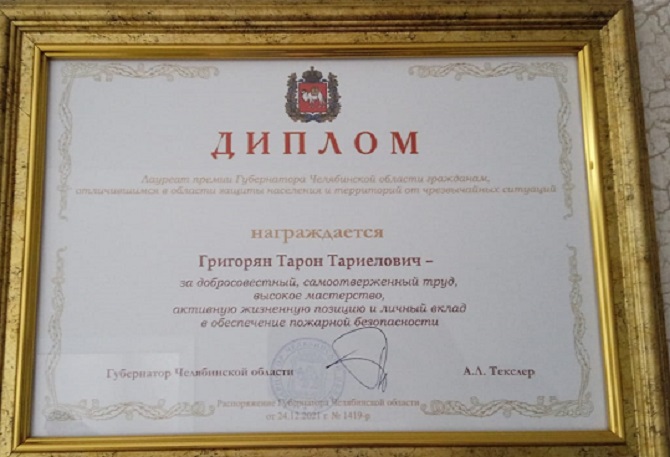 ДИПЛОМ
Лауреат премии Губернатора Челябинской области гражданам,
отличившимся в области защиты населения и территорий от чрезвычайных ситуаций
награждается
Григорян Тарон Тариелович –
за добросовестный, самоотверженный труд,
высокое мастерство,
активную жизненную позицию и личный вклад
в обеспечение пожарной безопасности
Губернатор Челябинской области
А.Л. Текслер
Распоряжение Губернатора Челябинской области
от 24.12.2021 г. № 1419-р